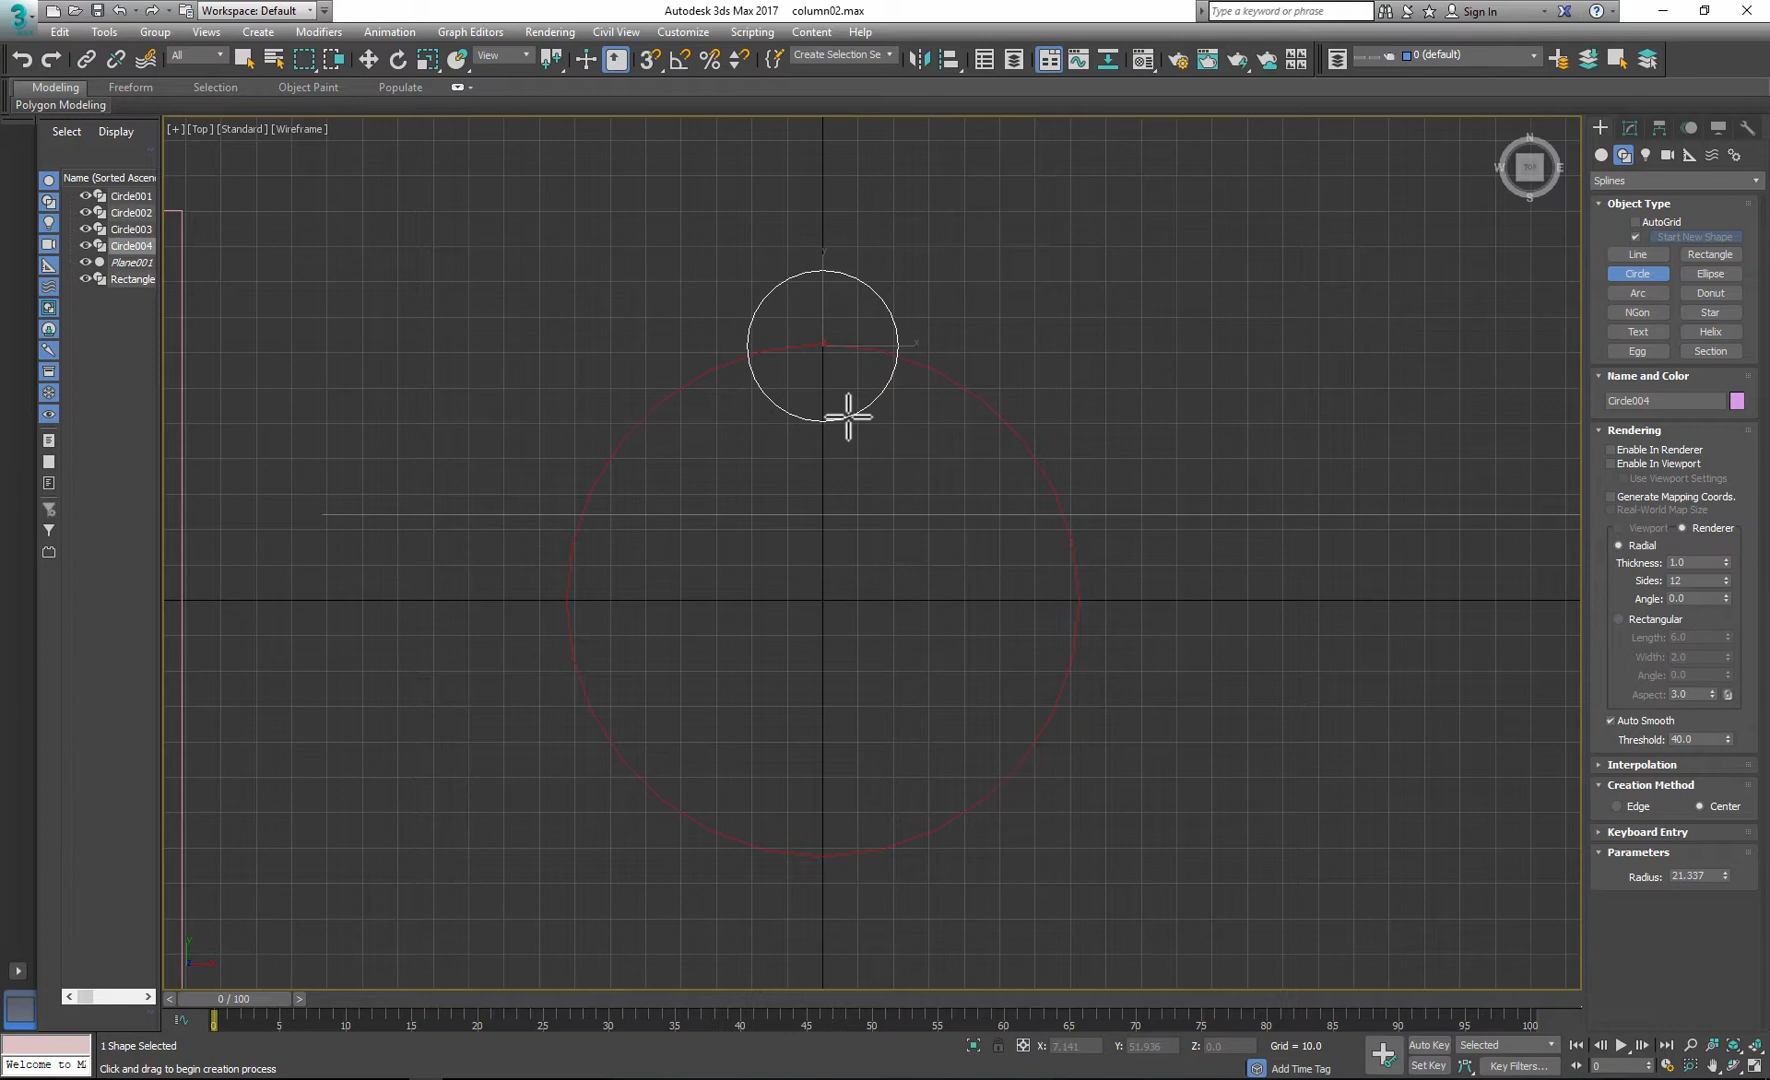 Workspace: Default
Autodesk 3ds Max 2017 column02.max
Type a keyword or phrase
Sign In
Edit Tools Group Views Create Modifiers Animation Graph Editors Rendering Civil View Customize Scripting Content Help
All
View
Create Selection Se
0 (default)
Modeling Freeform Selection Object Paint Populate
Polygon Modeling
Select Display
[+] [Top] [Standard] [Wireframe]
Name (Sorted Ascen
Circle001
Circle002
Circle003
Circle004
Plane001
Rectangle
N
W TOP E
S
y
x
Splines
Object Type
AutoGrid
Start New Shape
Line Rectangle
Circle Ellipse
Arc Donut
NGon Star
Text Helix
Egg Section
Name and Color
Circle004
Rendering
Enable In Renderer
Enable In Viewport
Use Viewport Settings
Generate Mapping Coords.
Real-World Map Size
Viewport Renderer
Radial
Thickness: 1.0
Sides: 12
Angle: 0.0
Rectangular
Length: 6.0
Width: 2.0
Angle: 0.0
Aspect: 3.0
Auto Smooth
Threshold: 40.0
Interpolation
Creation Method
Edge Center
Keyboard Entry
Parameters
Radius: 21.337
< 0 / 100 >
0 5 10 15 20 25 30 35 40 45 50 55 60 65 70 75 80 85 90 95 100
1 Shape Selected
X: 7.141 Y: 51.936 Z: 0.0 Grid = 10.0
Auto Key Selected
Welcome to M
Click and drag to begin creation process
Add Time Tag
Set Key Key Filters...
0